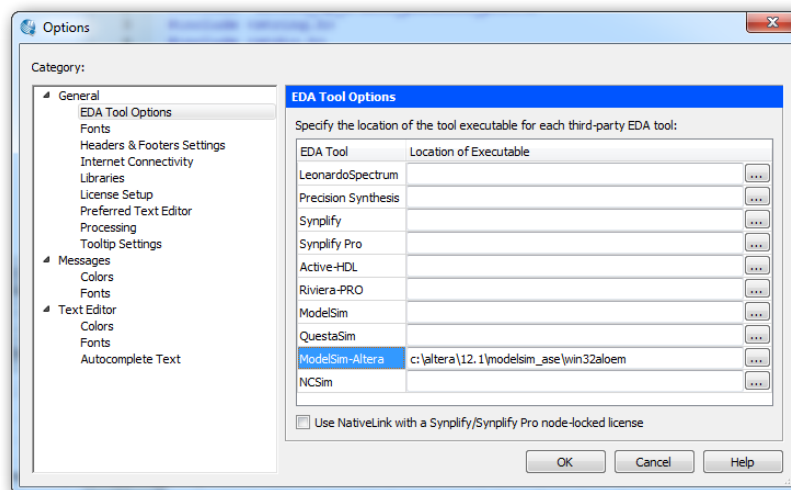 Options
Category:
General
EDA Tool Options
Fonts
Headers & Footers Settings
Internet Connectivity
Libraries
License Setup
Preferred Text Editor
Processing
Tooltip Settings
Messages
Colors
Fonts
Text Editor
Colors
Fonts
Autocomplete Text
EDA Tool Options
Specify the location of the tool executable for each third-party EDA tool:
EDA Tool Location of Executable
LeonardoSpectrum ...
Precision Synthesis ...
Synplify ...
Synplify Pro ...
Active-HDL ...
Riviera-PRO ...
ModelSim ...
QuestaSim ...
ModelSim-Altera c:\altera\12.1\modelsim_ase\win32aloem ...
NCSim ...
Use NativeLink with a Synplify/Synplify Pro node-locked license
OK Cancel Help